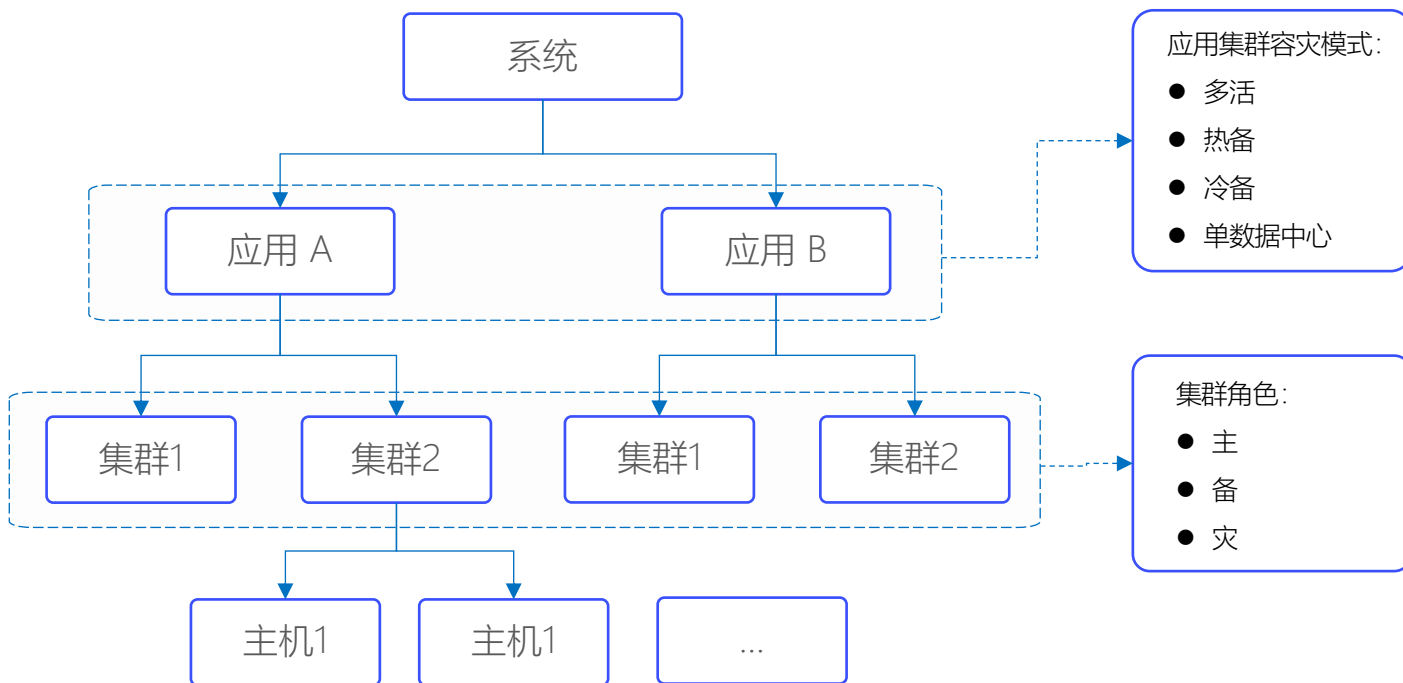 系统
应用集群容灾模式：
● 多活
● 热备
● 冷备
● 单数据中心
应用 A
应用 B
集群角色：
● 主
● 备
● 灾
集群1
集群2
集群1
集群2
主机1
主机1
...